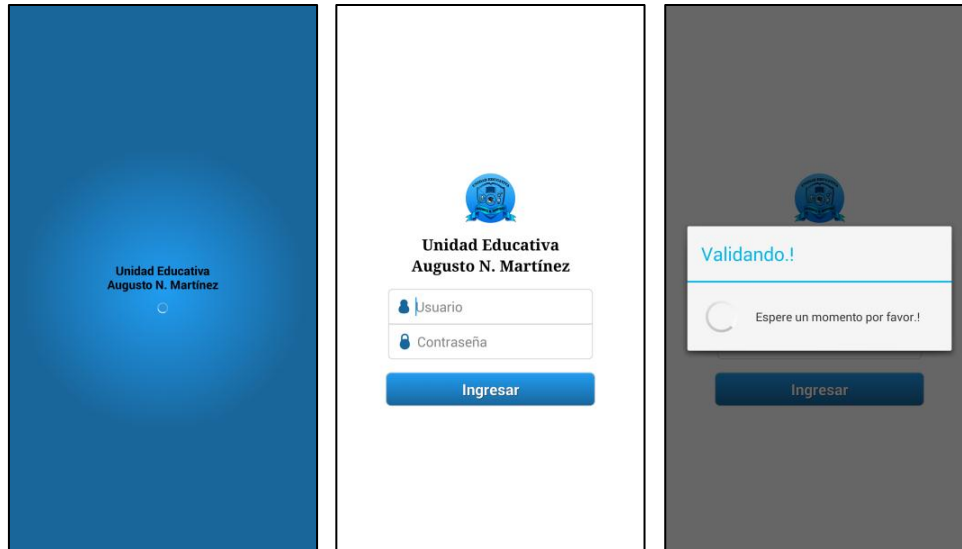 Unidad Educativa
Augusto N. Martínez
Unidad Educativa
Augusto N. Martínez
Usuario
Contraseña
Ingresar
Validando.!
Espere un momento por favor.!
Ingresar